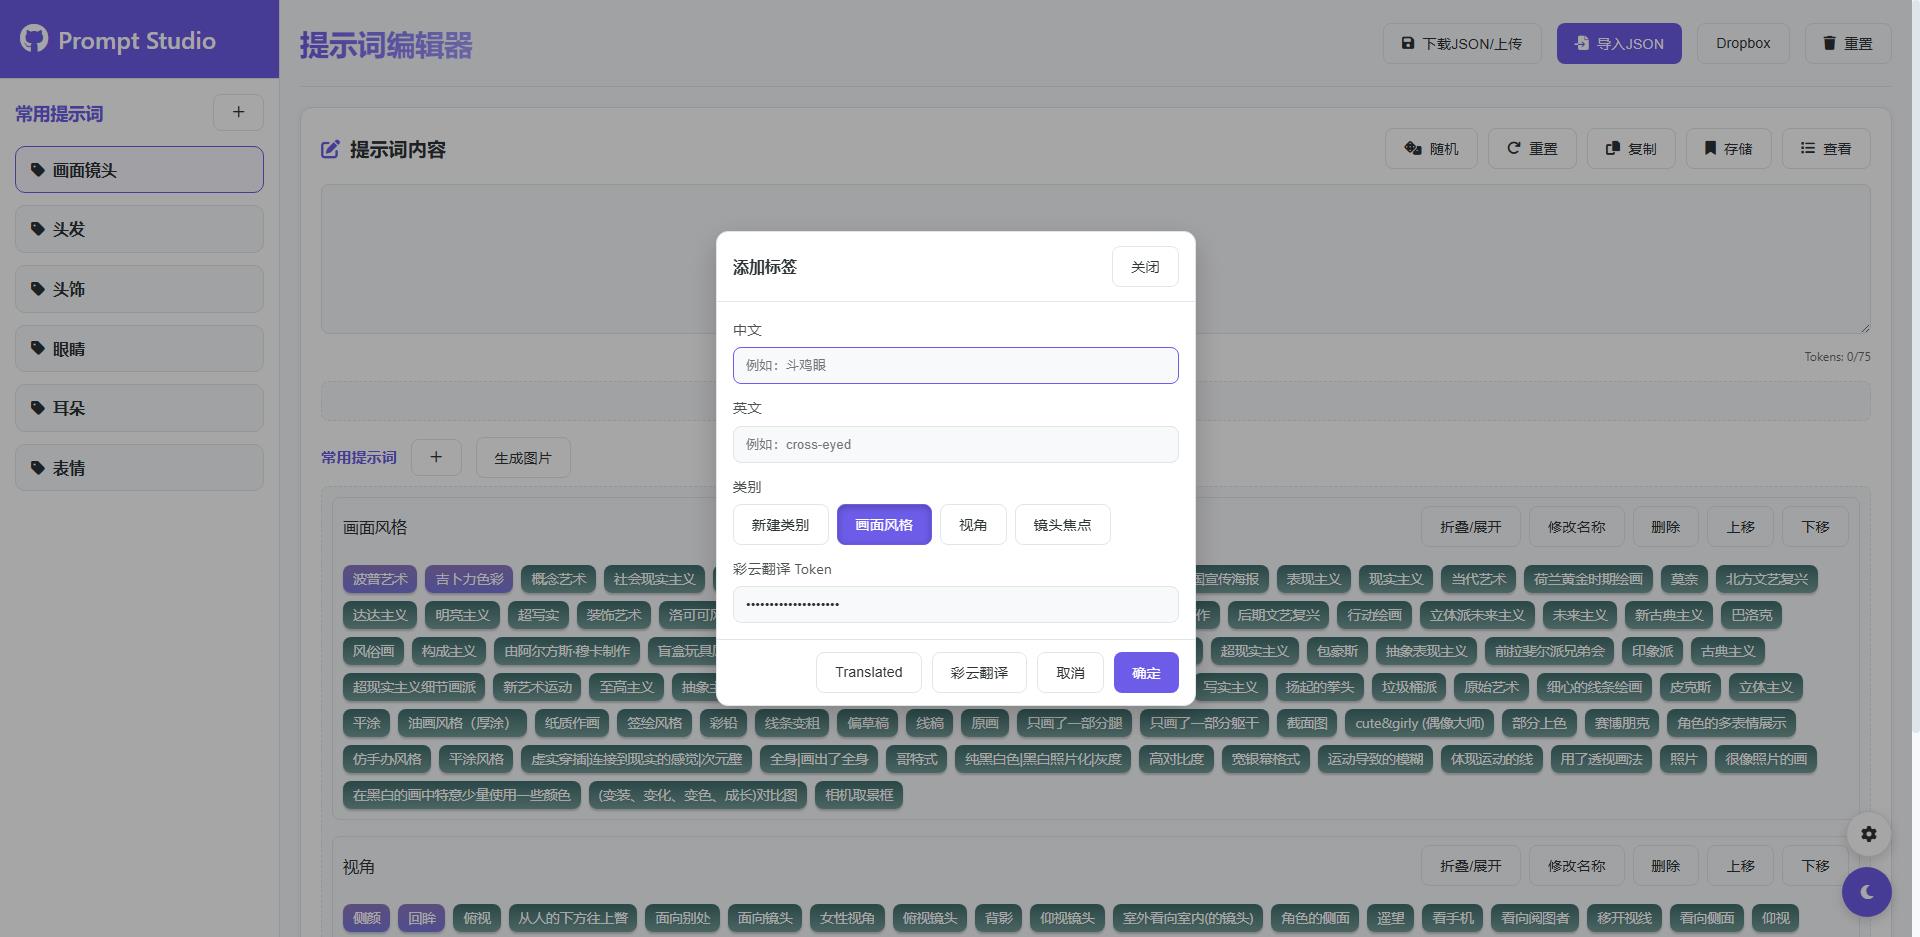 Prompt Studio
提示词编辑器
下载JSON/上传
导入JSON
Dropbox
重置
常用提示词
+
画面镜头
头发
头饰
眼睛
耳朵
表情
提示词内容
随机
重置
复制
存储
查看
Tokens: 0/75
常用提示词
+
生成图片
添加标签
关闭
中文
例如：斗鸡眼
英文
例如：cross-eyed
类别
新建类别 画面风格 视角 镜头焦点
彩云翻译 Token
••••••••••••••••••••
Translated 彩云翻译 取消 确定
画面风格
折叠/展开 修改名称 删除 上移 下移
波普艺术 吉卜力色彩 概念艺术 社会现实主义 国宣传海报 表现主义 现实主义 当代艺术 荷兰黄金时期绘画 莫奈 北方文艺复兴
达达主义 明亮主义 超写实 装饰艺术 洛可可风 作 后期文艺复兴 行动绘画 立体派未来主义 未来主义 新古典主义 巴洛克
风俗画 构成主义 由阿尔方斯·穆卡制作 盲盒玩具 超现实主义 包豪斯 抽象表现主义 前拉斐尔派兄弟会 印象派 古典主义
超现实主义细节画派 新艺术运动 至高主义 抽象主 写实主义 扬起的拳头 垃圾桶派 原始艺术 细心的线条绘画 皮克斯 立体主义
平涂 油画风格（厚涂） 纸质作画 签绘风格 彩铅 线条变粗 偏草稿 线稿 原画 只画了一部分腿 只画了一部分躯干 截面图 cute&girly (偶像大师) 部分上色 赛博朋克 角色的多表情展示
仿手办风格 平涂风格 虚实穿插|连接到现实的感觉|次元壁 全身|画出了全身 哥特式 纯黑白色|黑白照片化|灰度 高对比度 宽银幕格式 运动导致的模糊 体现运动的线 用了透视画法 照片 很像照片的画
在黑白的画中特意少量使用一些颜色 (变装、变化、变色、成长)对比图 相机取景框
视角
折叠/展开 修改名称 删除 上移 下移
侧颜 回眸 俯视 从人的下方往上瞥 面向别处 面向镜头 女性视角 俯视镜头 背影 仰视镜头 室外看向室内(的镜头) 角色的侧面 遥望 看手机 看向阅图者 移开视线 看向侧面 仰视